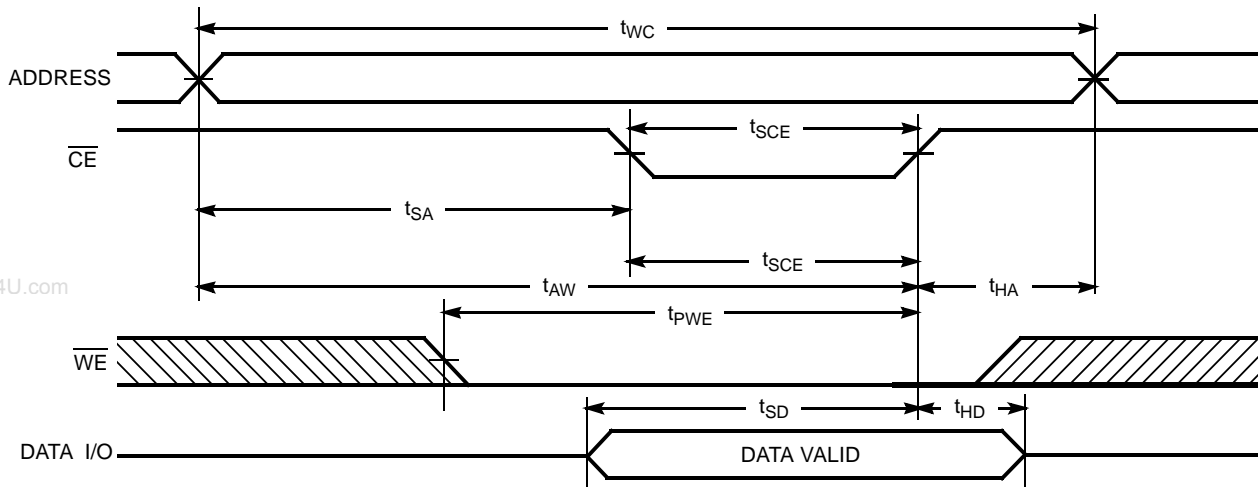 tWC
ADDRESS
tSCE
CE
tSA
tSCE
4U.com
tAW
tHA
tPWE
WE
tSD
tHD
DATA I/O
DATA VALID